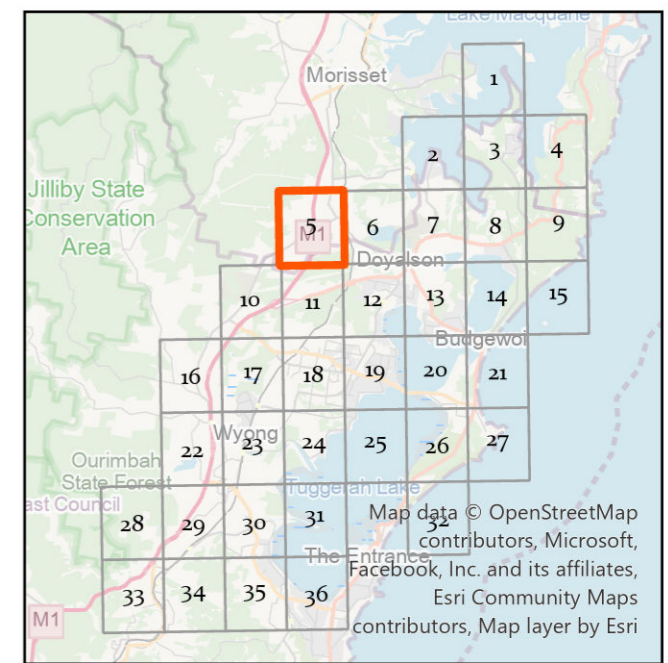 Lake Macquarie
Morisset
1
2
3
4
Jilliby State
Conservation
Area
5
M1
6
7
8
9
Doyalson
10
11
12
13
14
15
Budgewoi
16
17
18
19
20
21
Wyong
22
23
24
25
26
27
Ourimbah
State Forest
ast Council
Tuggerah Lake
28
29
30
31
32
The Entrance
33
34
35
36
M1
Map data © OpenStreetMap
contributors, Microsoft,
Facebook, Inc. and its affiliates,
Esri Community Maps
contributors, Map layer by Esri